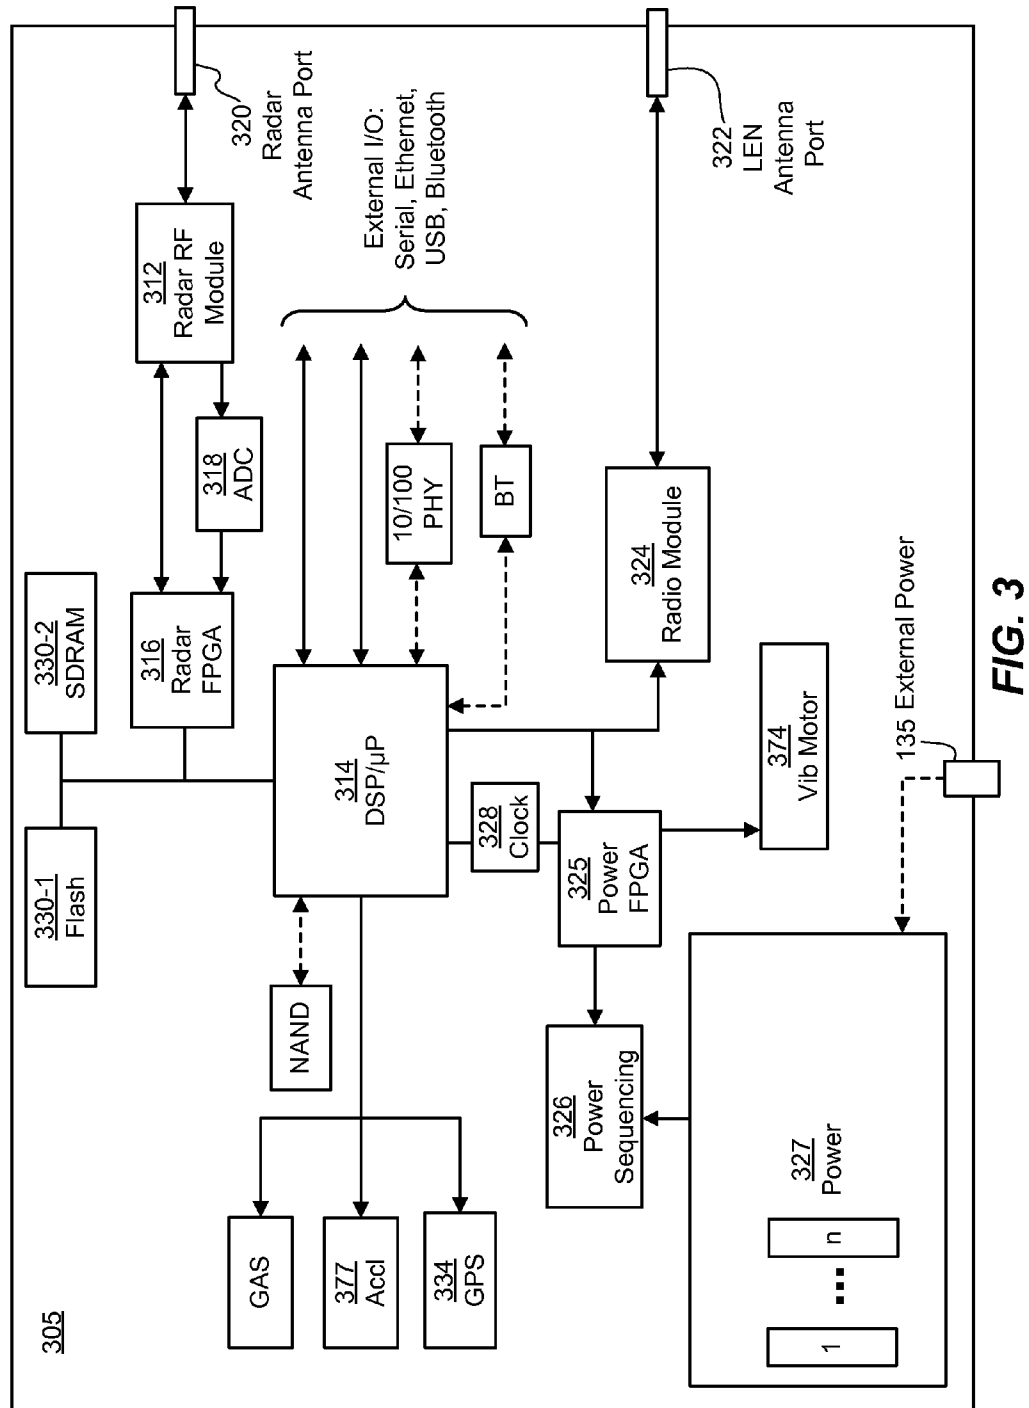 305
330-1
Flash
330-2
SDRAM
316
Radar
FPGA
318
ADC
312
Radar RF
Module
320
Radar
Antenna Port
GAS
377
Accl
334
GPS
NAND
314
DSP/µP
10/100
PHY
BT
External I/O:
Serial, Ethernet,
USB, Bluetooth
328
Clock
326
Power
Sequencing
325
Power
FPGA
324
Radio Module
322
LEN
Antenna
Port
327
Power
1
n
374
Vib Motor
135 External Power
FIG. 3